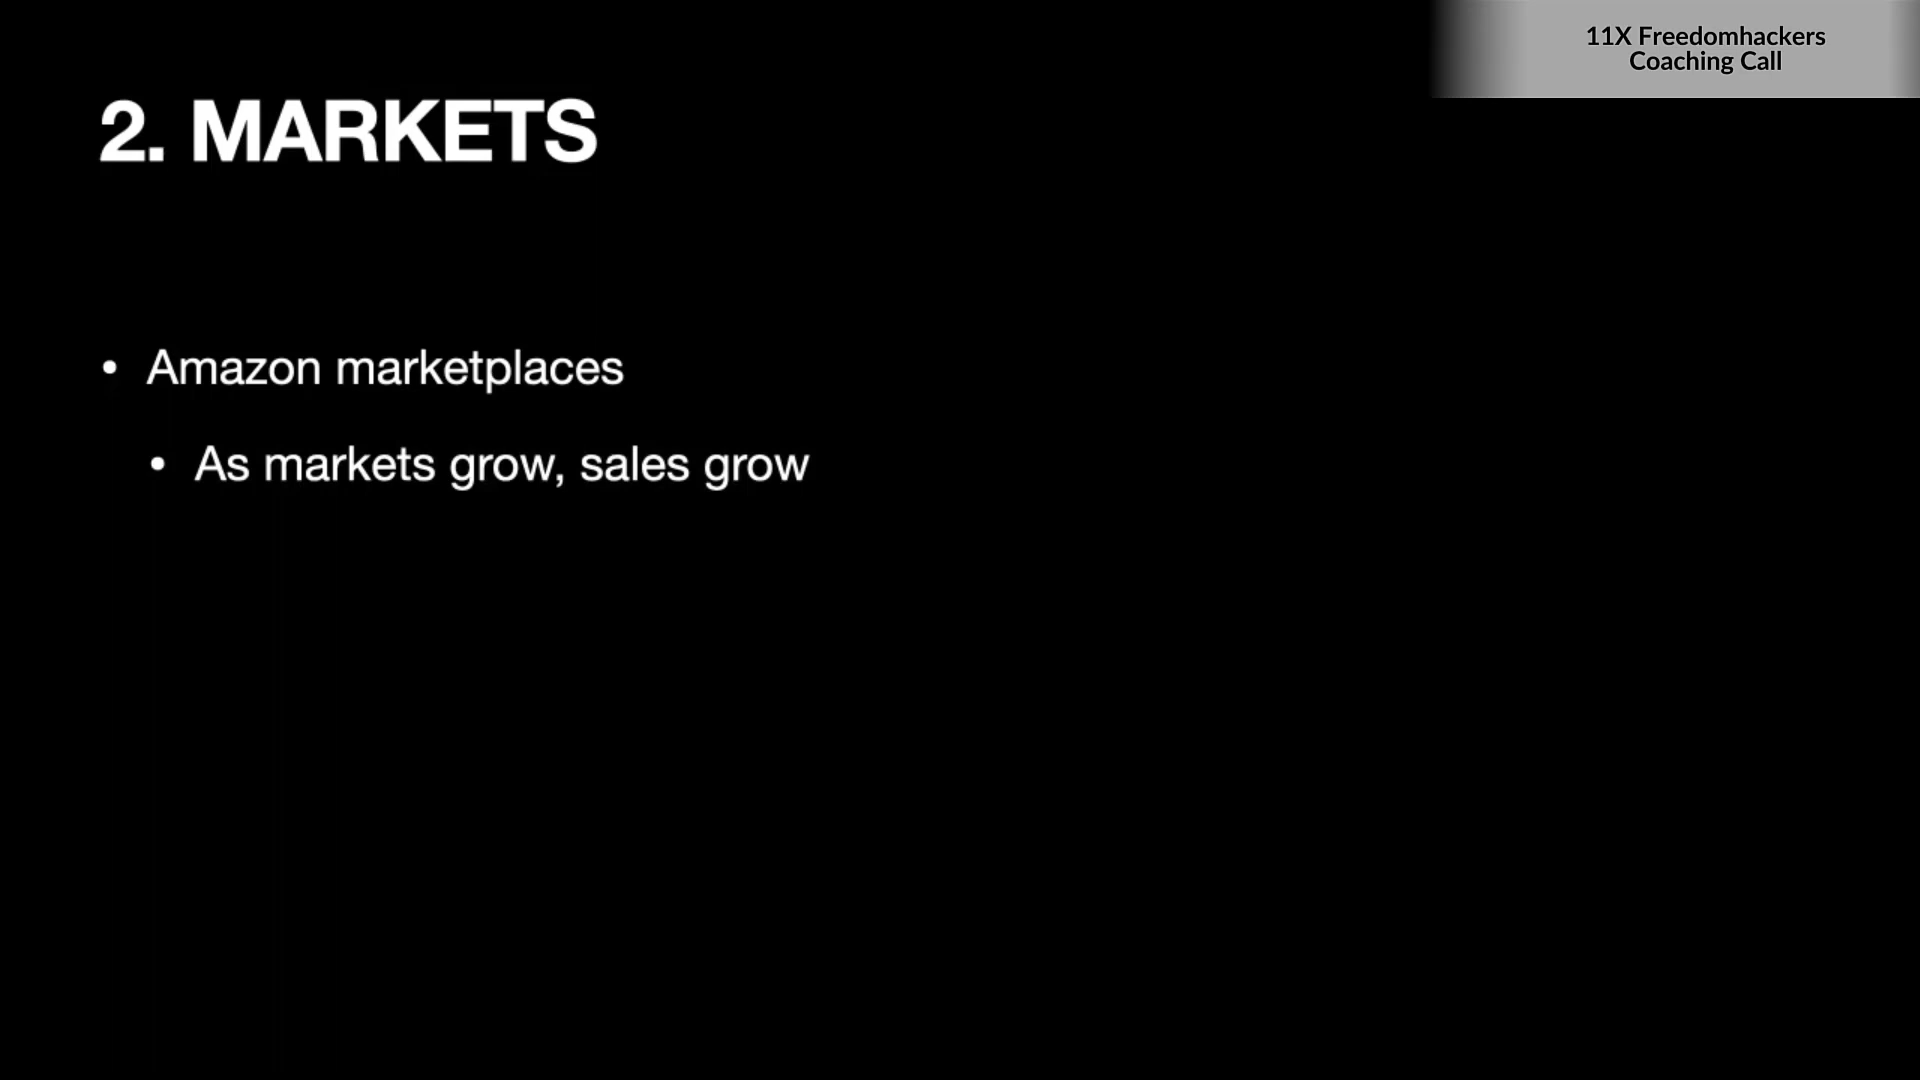 11X Freedomhackers
Coaching Call
2. MARKETS
• Amazon marketplaces
• As markets grow, sales grow